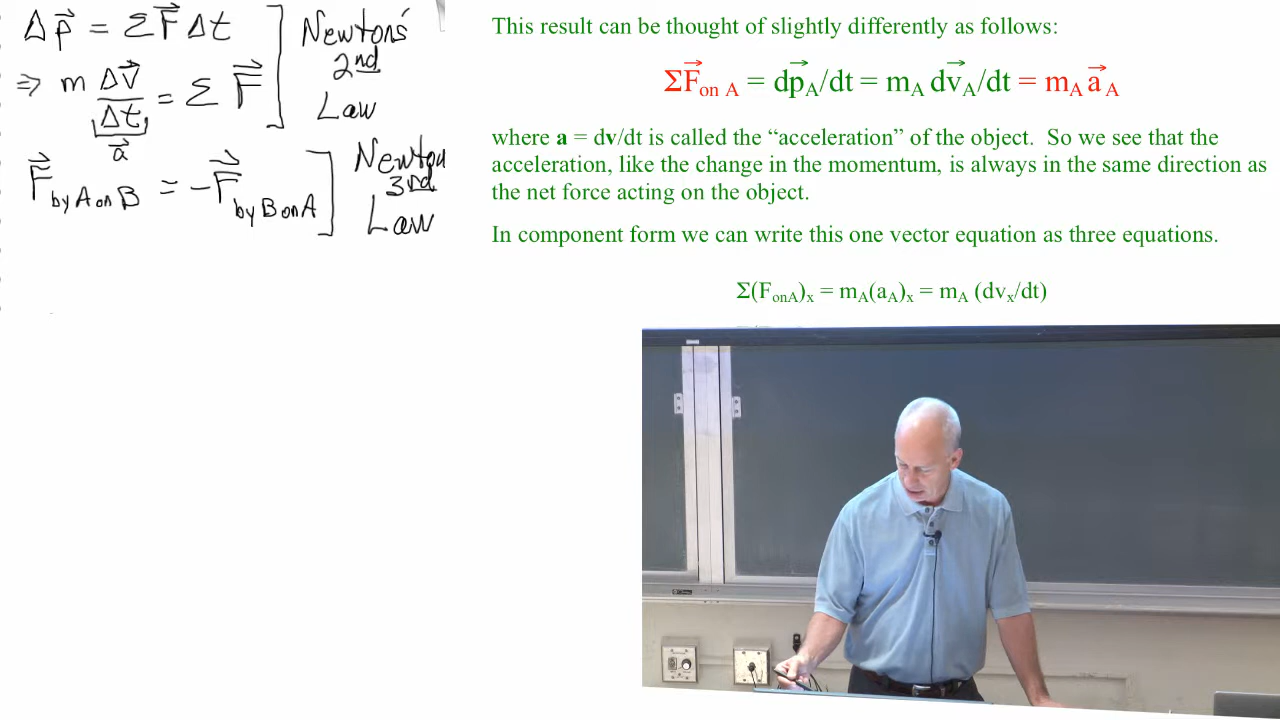 Δp⃗ = ΣF⃗ Δt ] Newton's 2nd Law
⇒ m Δv⃗/Δt = ΣF⃗
a⃗
F⃗ by A on B = −F⃗ by B on A ] Newton 3rd Law
This result can be thought of slightly differently as follows:
ΣF⃗on A = dp⃗A/dt = mA dv⃗A/dt = mA a⃗A
where a = dv/dt is called the “acceleration” of the object. So we see that the
acceleration, like the change in the momentum, is always in the same direction as
the net force acting on the object.
In component form we can write this one vector equation as three equations.
Σ(FonA)x = mA(aA)x = mA (dvx/dt)